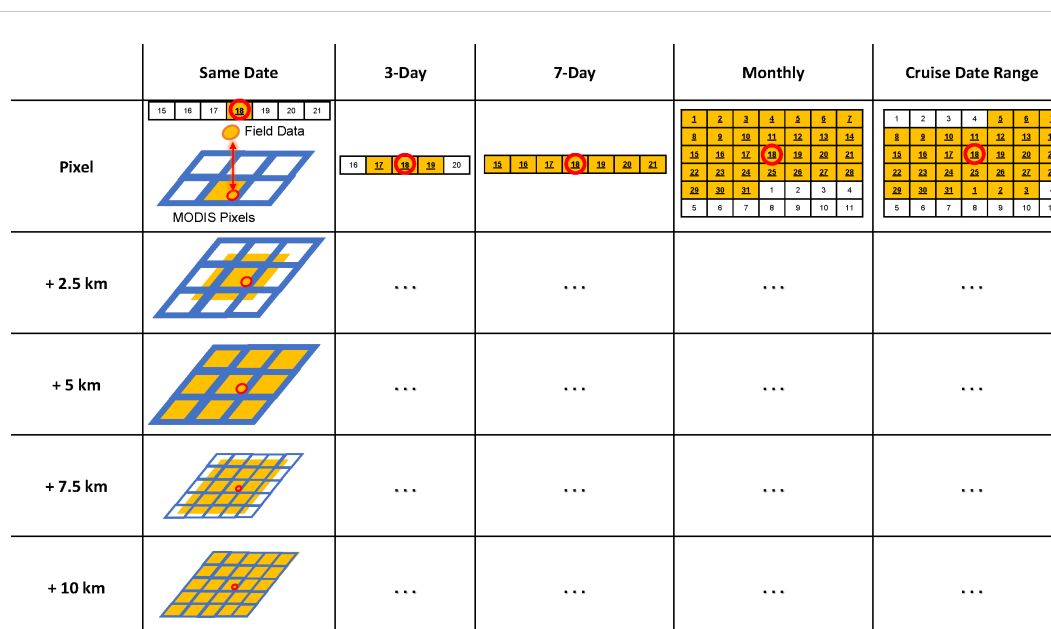 Same Date 3-Day 7-Day Monthly Cruise Date Range
Pixel
15 16 17 18 19 20 21
Field Data
MODIS Pixels
16 17 18 19 20
15 16 17 18 19 20 21
1 2 3 4 5 6 7
8 9 10 11 12 13 14
15 16 17 18 19 20 21
22 23 24 25 26 27 28
29 30 31 1 2 3 4
5 6 7 8 9 10 11
1 2 3 4 5 6
8 9 10 11 12 13
15 16 17 18 19 20
22 23 24 25 26 27
29 30 31 1 2 3
5 6 7 8 9 10
+ 2.5 km ... ... ... ...
+ 5 km ... ... ... ...
+ 7.5 km ... ... ... ...
+ 10 km ... ... ... ...